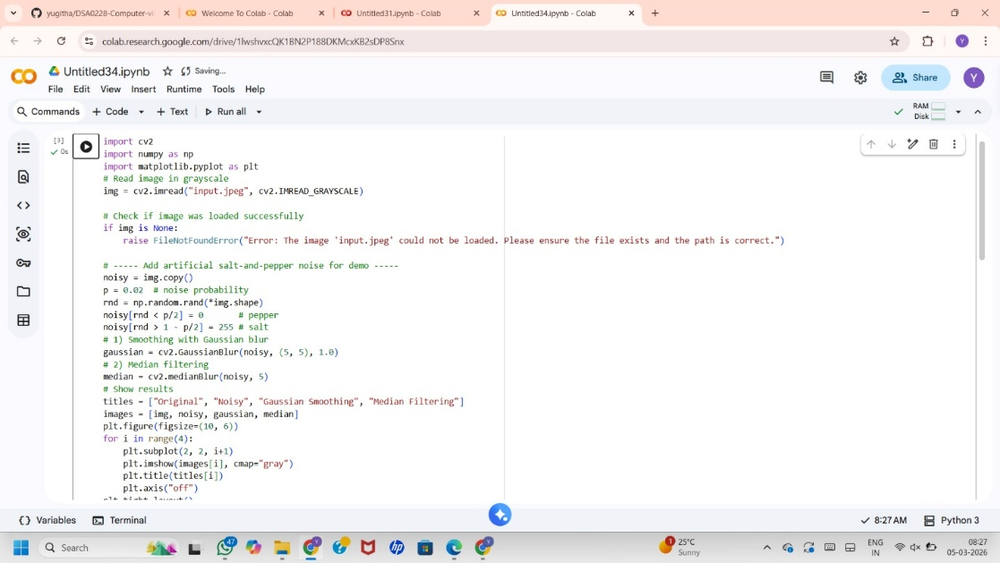 yugitha/DSA0228-Computer-vi
Welcome To Colab - Colab
Untitled31.ipynb - Colab
Untitled34.ipynb - Colab
colab.research.google.com/drive/1lwshvxcQK1BN2P188DKMcxKB2sDP8Snx
Y
Untitled34.ipynb
Saving...
File Edit View Insert Runtime Tools Help
Share
Y
Commands + Code + Text Run all
RAM
Disk
[3]
0s
import cv2
import numpy as np
import matplotlib.pyplot as plt
# Read image in grayscale
img = cv2.imread("input.jpeg", cv2.IMREAD_GRAYSCALE)
# Check if image was loaded successfully
if img is None:
raise FileNotFoundError("Error: The image 'input.jpeg' could not be loaded. Please ensure the file exists and the path is correct.")
# ----- Add artificial salt-and-pepper noise for demo -----
noisy = img.copy()
p = 0.02 # noise probability
rnd = np.random.rand(*img.shape)
noisy[rnd < p/2] = 0 # pepper
noisy[rnd > 1 - p/2] = 255 # salt
# 1) Smoothing with Gaussian blur
gaussian = cv2.GaussianBlur(noisy, (5, 5), 1.0)
# 2) Median filtering
median = cv2.medianBlur(noisy, 5)
# Show results
titles = ["Original", "Noisy", "Gaussian Smoothing", "Median Filtering"]
images = [img, noisy, gaussian, median]
plt.figure(figsize=(10, 6))
for i in range(4):
plt.subplot(2, 2, i+1)
plt.imshow(images[i], cmap="gray")
plt.title(titles[i])
plt.axis("off")
plt.tight_layout()
Variables Terminal
8:27 AM Python 3
Search
47
1
25°C
Sunny
ENG
IN
08:27
05-03-2026